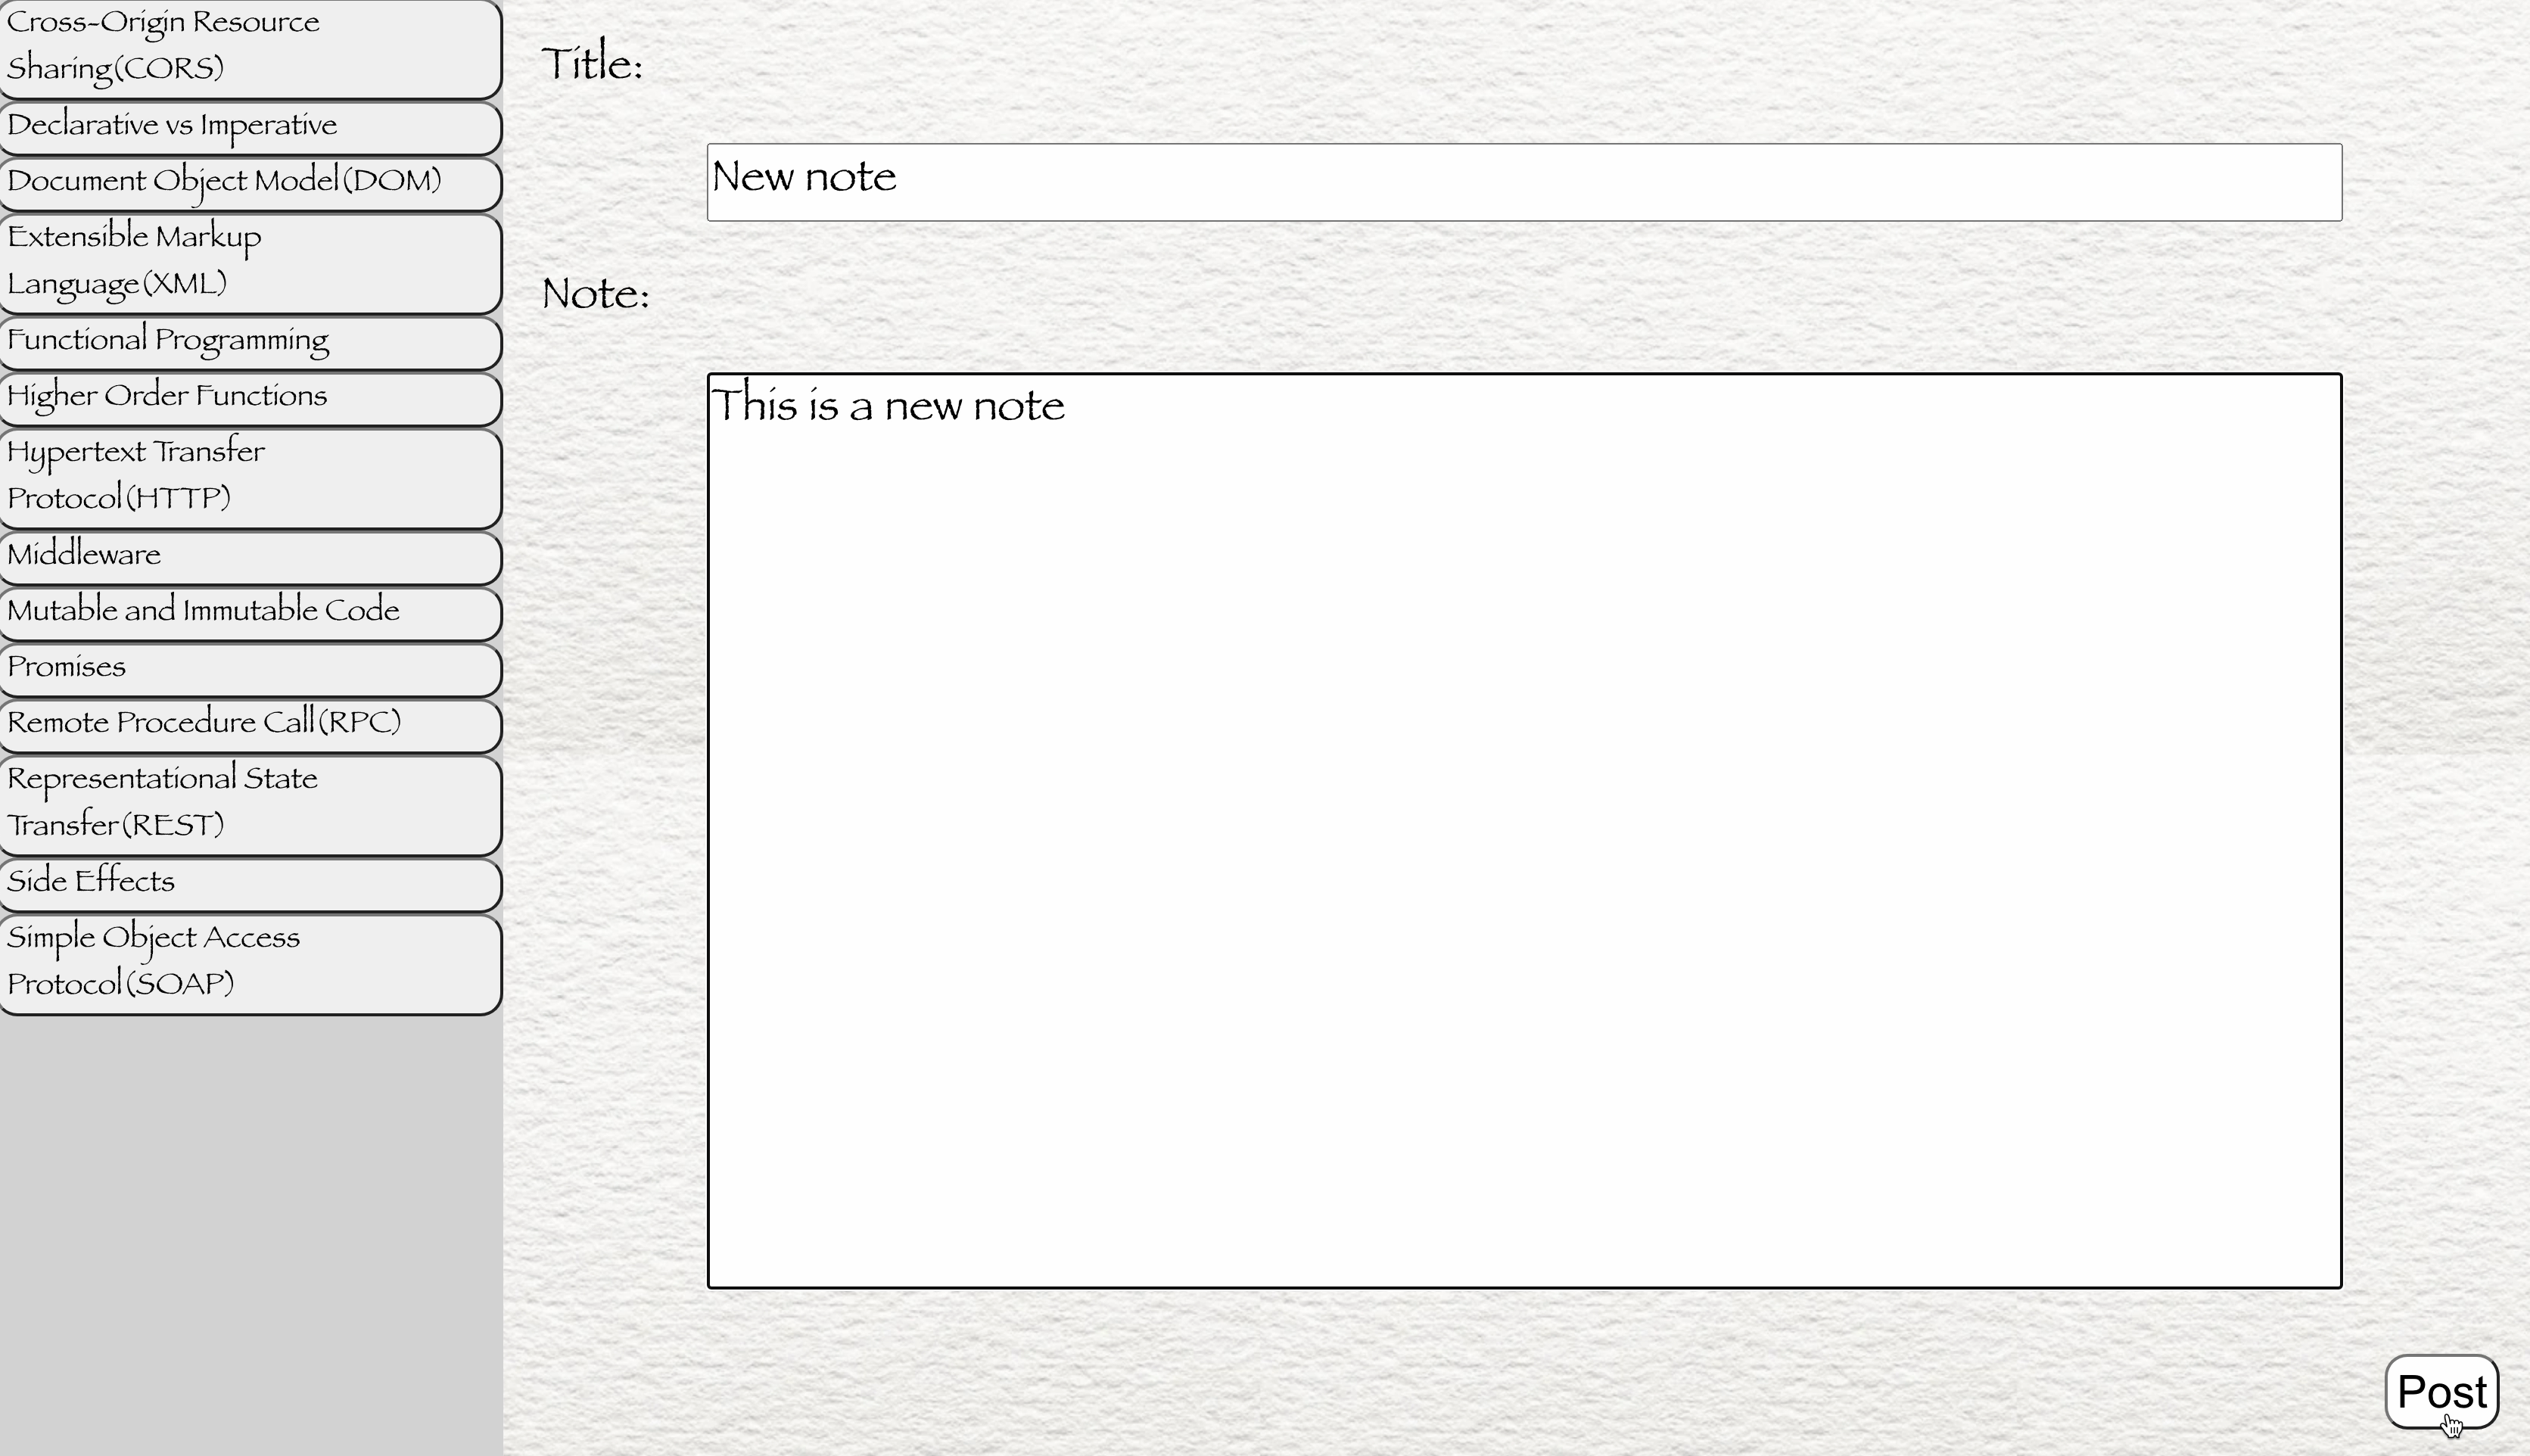 Cross-Origin Resource
Sharing(CORS)
Declarative vs Imperative
Document Object Model(DOM)
Extensible Markup
Language(XML)
Functional Programming
Higher Order Functions
Hypertext Transfer
Protocol(HTTP)
Middleware
Mutable and Immutable Code
Promises
Remote Procedure Call(RPC)
Representational State
Transfer(REST)
Side Effects
Simple Object Access
Protocol(SOAP)
Title:
New note
Note:
This is a new note
Post